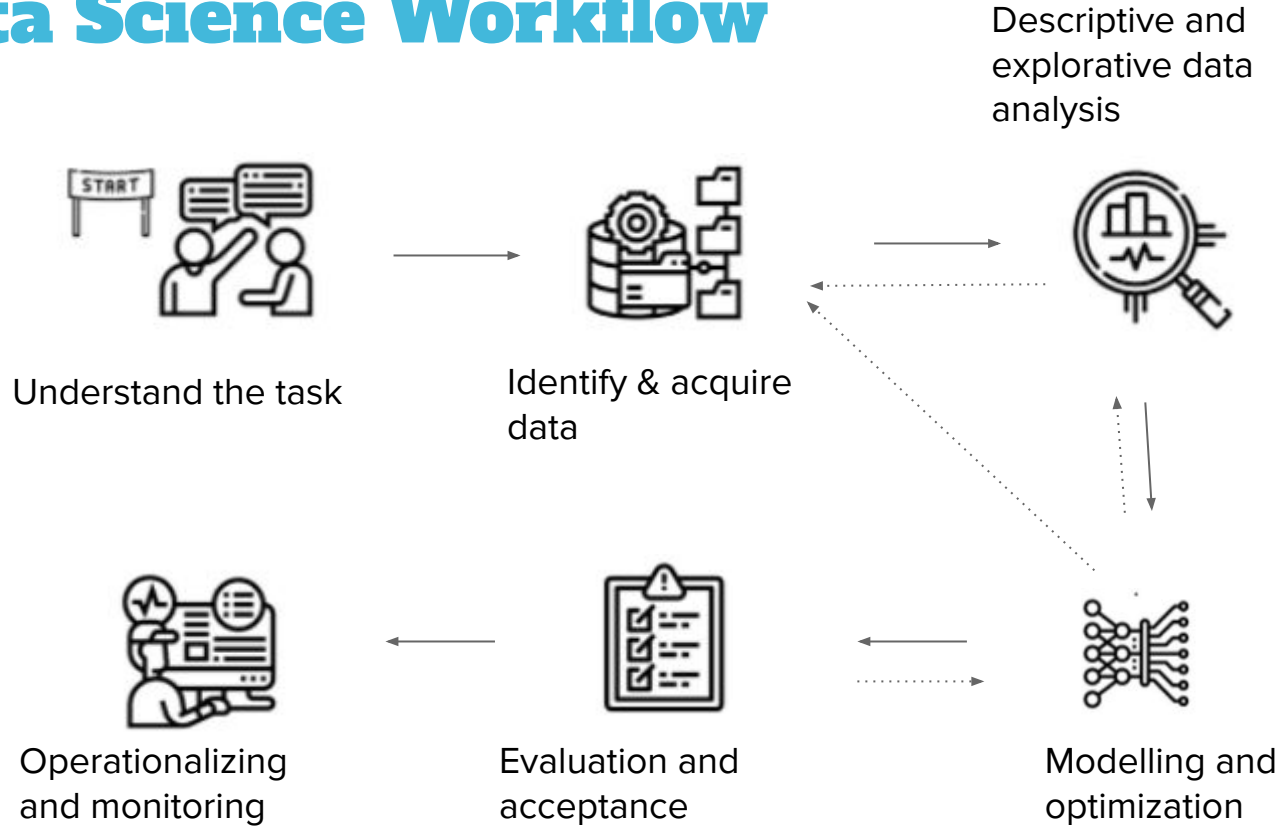 ta Science Workflow
Descriptive and
explorative data
analysis
START
Understand the task
Identify & acquire
data
Operationalizing
and monitoring
Evaluation and
acceptance
Modelling and
optimization